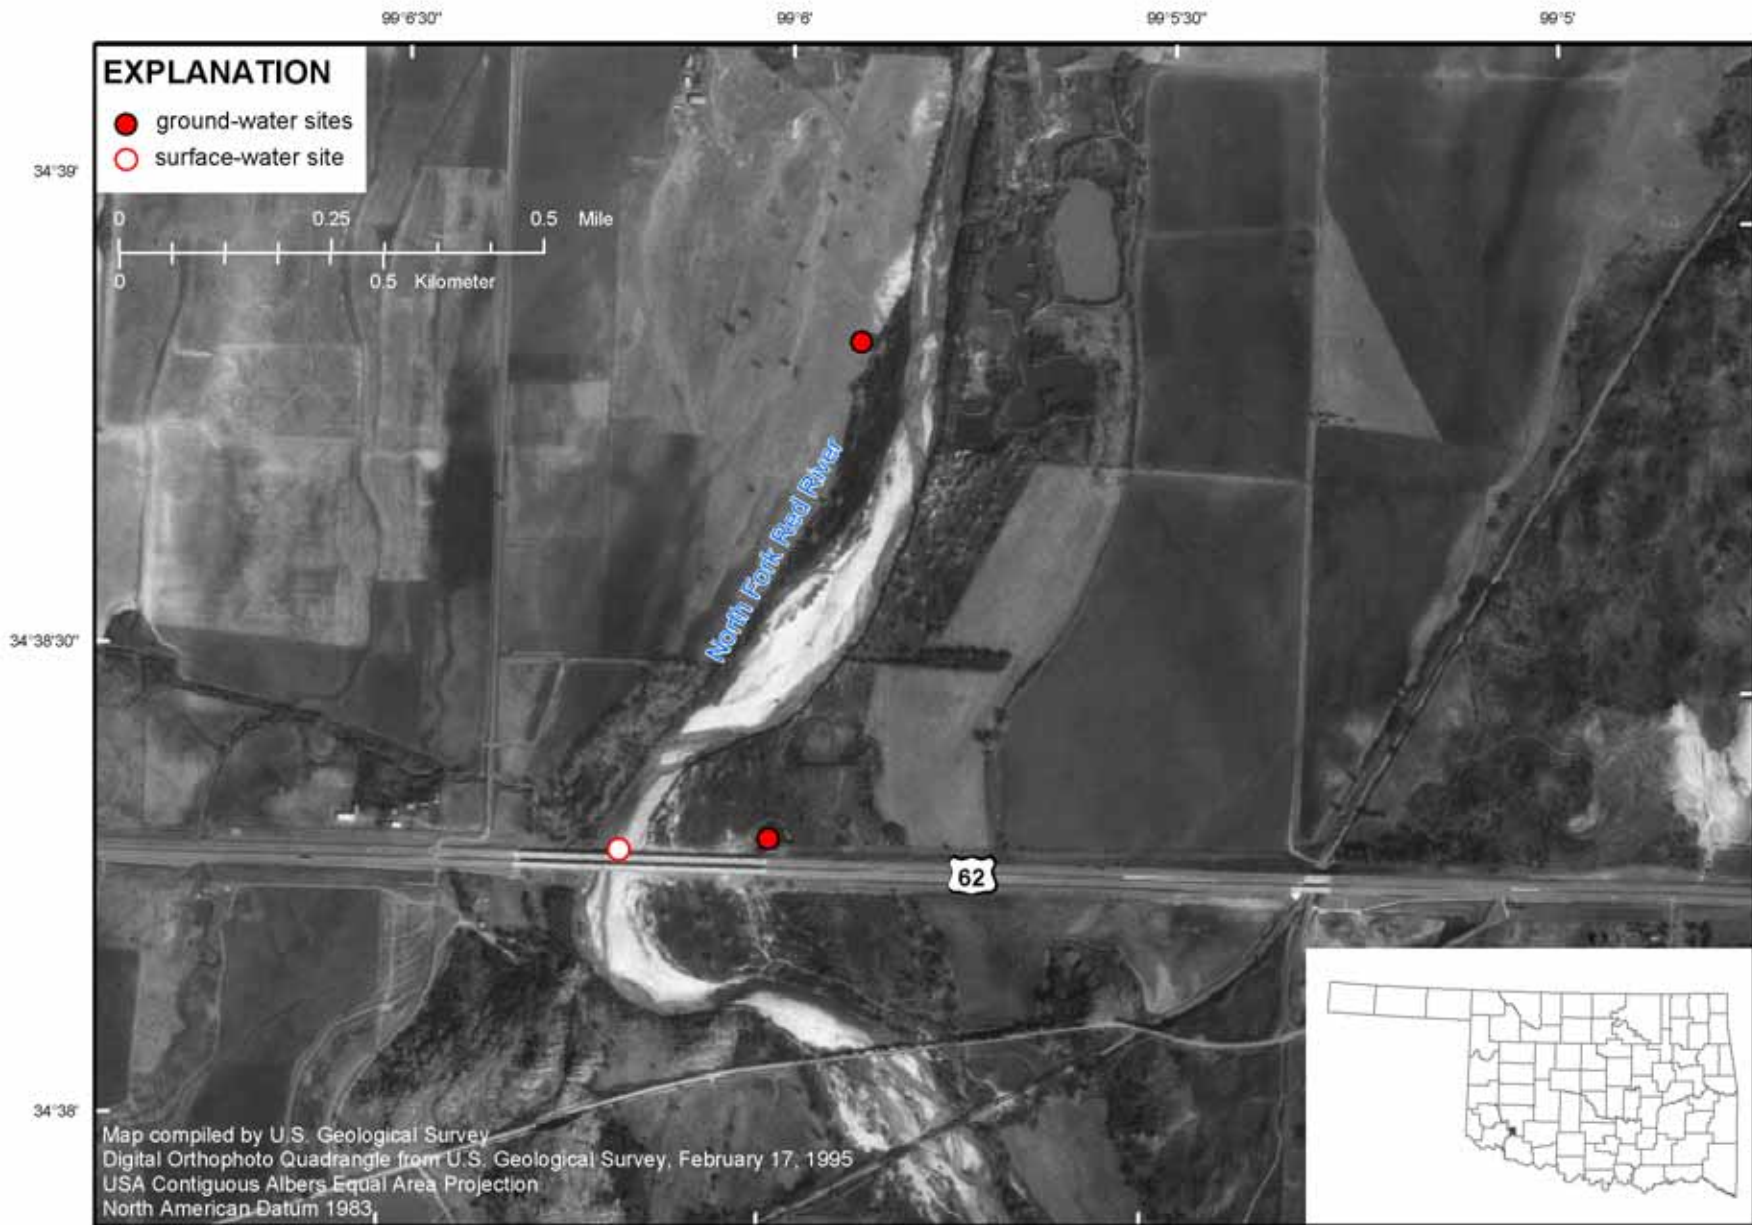 99°6'30" 99°6' 99°5'30" 99°5'
EXPLANATION
ground-water sites
surface-water site
34°39'
0 0.25 0.5 Mile
0 0.5 Kilometer
North Fork Red River
34°38'30"
62
34°38'
Map compiled by U.S. Geological Survey
Digital Orthophoto Quadrangle from U.S. Geological Survey, February 17, 1995
USA Contiguous Albers Equal Area Projection
North American Datum 1983